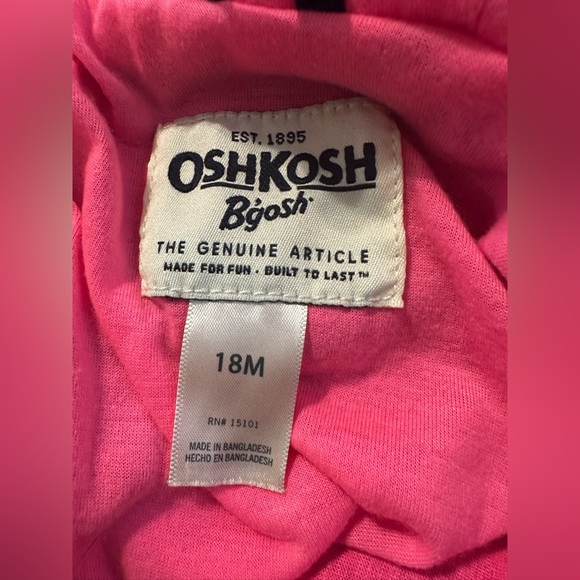 EST. 1895
OSHKOSH
B'gosh
THE GENUINE ARTICLE
MADE FOR FUN · BUILT TO LAST™
18M
RN# 15101
MADE IN BANGLADESH
HECHO EN BANGLADESH